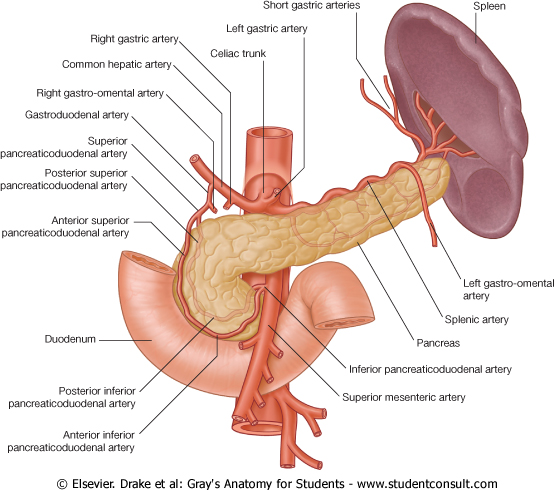 Short gastric arteries
Spleen
Left gastric artery
Right gastric artery
Celiac trunk
Common hepatic artery
Right gastro-omental artery
Gastroduodenal artery
Superior
pancreaticoduodenal artery
Posterior superior
pancreaticoduodenal artery
Anterior superior
pancreaticoduodenal artery
Left gastro-omental
artery
Splenic artery
Duodenum
Pancreas
Inferior pancreaticoduodenal artery
Posterior inferior
pancreaticoduodenal artery
Superior mesenteric artery
Anterior inferior
pancreaticoduodenal artery
© Elsevier. Drake et al: Gray's Anatomy for Students - www.studentconsult.com